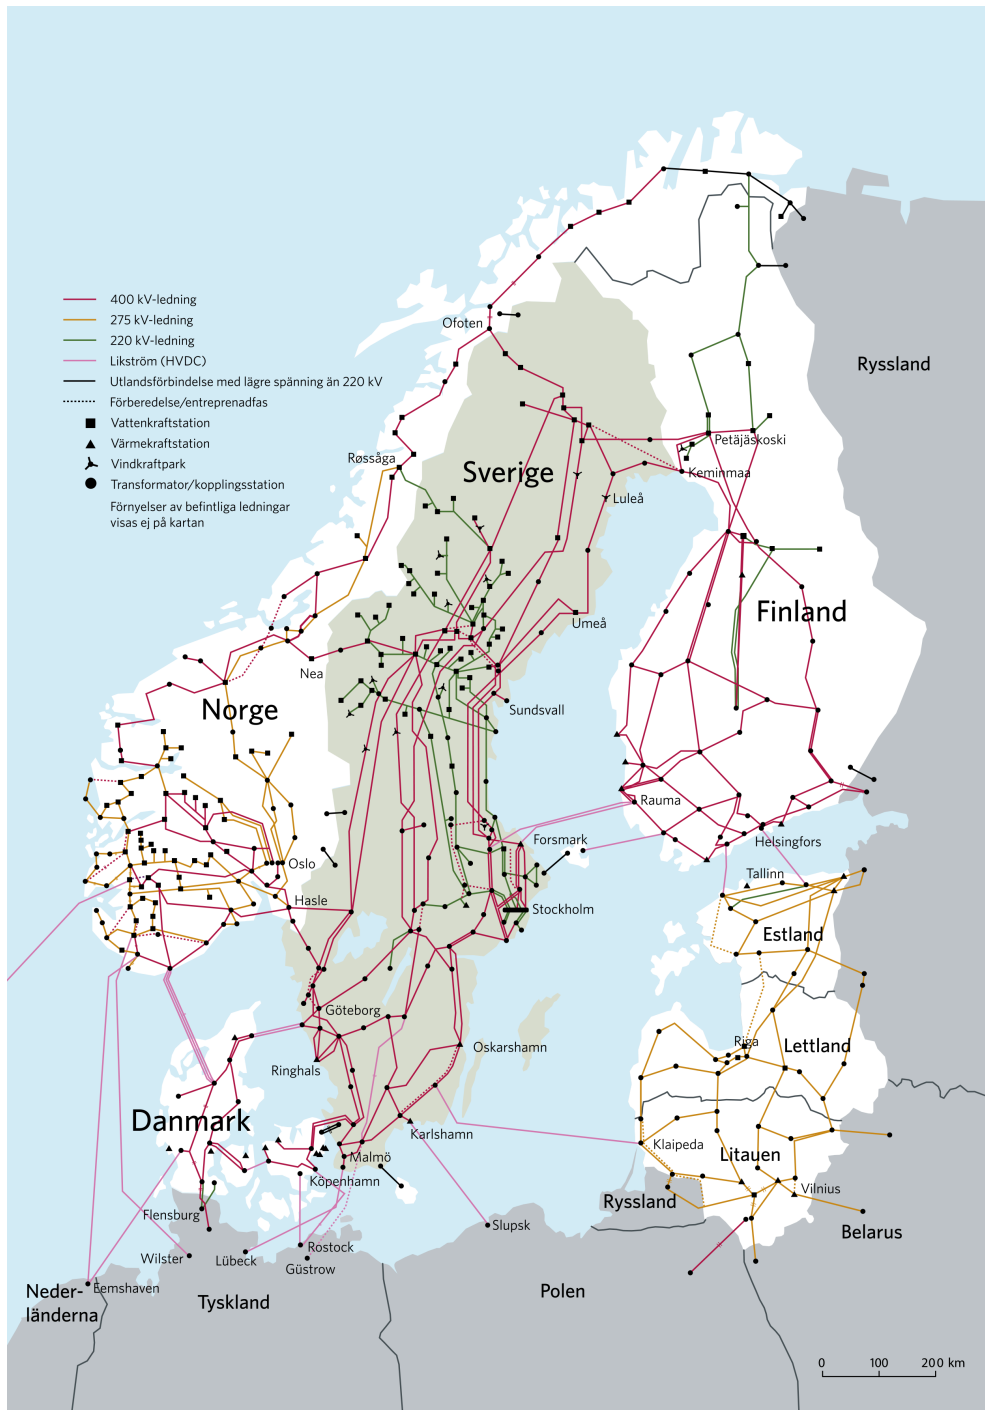 400 kV-ledning
275 kV-ledning
220 kV-ledning
Likström (HVDC)
Utlandsförbindelse med lägre spänning än 220 kV
Förberedelse/entreprenadfas
Vattenkraftstation
Värmekraftstation
Vindkraftpark
Transformator/kopplingsstation
Förnyelser av befintliga ledningar
visas ej på kartan
Ofoten
Ryssland
Røssåga
Sverige
Petäjäskoski
Keminmaa
Luleå
Finland
Umeå
Nea
Norge
Sundsvall
Rauma
Forsmark
Helsingfors
Oslo
Tallinn
Hasle
Stockholm
Estland
Göteborg
Riga
Lettland
Oskarshamn
Ringhals
Danmark
Karlshamn
Klaipeda
Litauen
Malmö
Köpenhamn
Vilnius
Ryssland
Flensburg
Slupsk
Belarus
Rostock
Wilster
Lübeck
Güstrow
Eemshaven
Neder-
länderna
Tyskland
Polen
0 100 200 km